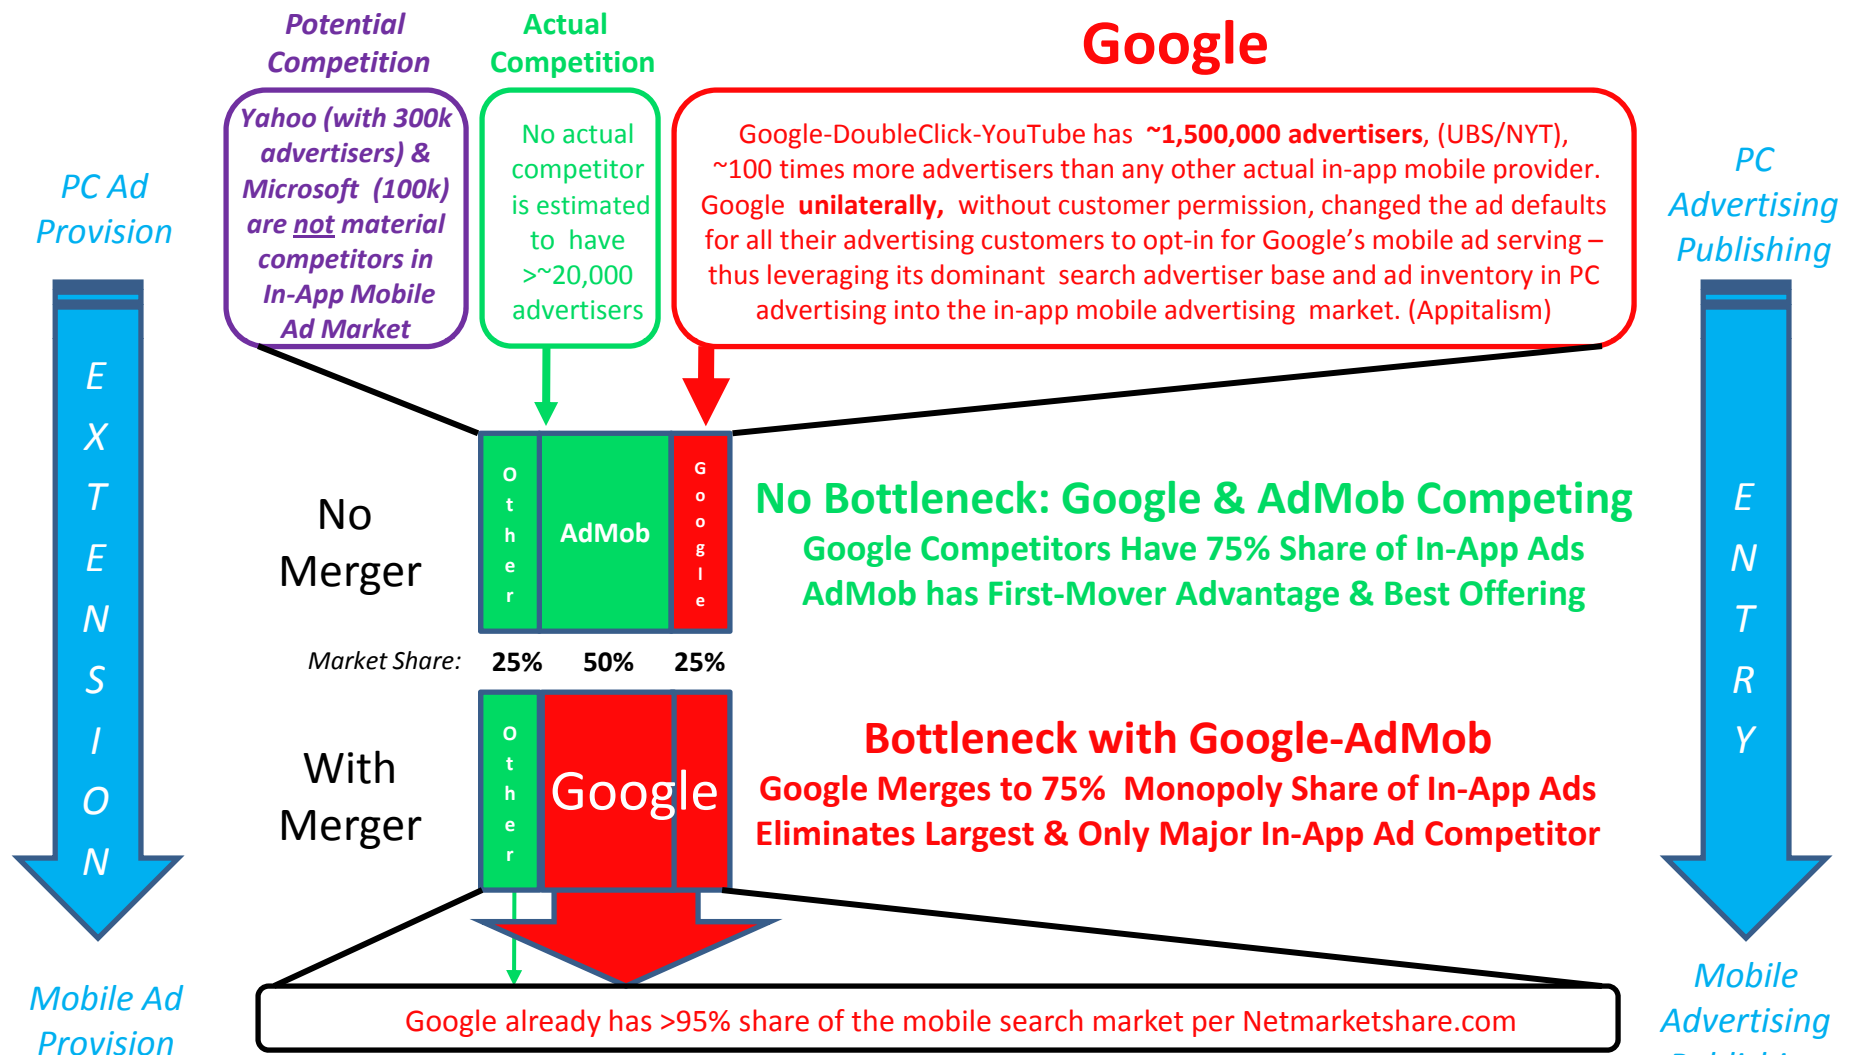 Potential
Competition
Actual
Competition
Google
Yahoo (with 300k
advertisers) &
Microsoft (100k)
are not material
competitors in
In-App Mobile
Ad Market
No actual
competitor
is estimated
to have
>~20,000
advertisers
Google-DoubleClick-YouTube has ~1,500,000 advertisers, (UBS/NYT),
~100 times more advertisers than any other actual in-app mobile provider.
Google unilaterally, without customer permission, changed the ad defaults
for all their advertising customers to opt-in for Google's mobile ad serving –
thus leveraging its dominant search advertiser base and ad inventory in PC
advertising into the in-app mobile advertising market. (Appitalism)
PC Ad
Provision
PC
Advertising
Publishing
EXTENSION
ENTRY
No
Merger
Other
AdMob
Google
No Bottleneck: Google & AdMob Competing
Google Competitors Have 75% Share of In-App Ads
AdMob has First-Mover Advantage & Best Offering
Market Share: 25% 50% 25%
With
Merger
Other
Google
Bottleneck with Google-AdMob
Google Merges to 75% Monopoly Share of In-App Ads
Eliminates Largest & Only Major In-App Ad Competitor
Mobile Ad
Provision
Google already has >95% share of the mobile search market per Netmarketshare.com
Mobile
Advertising